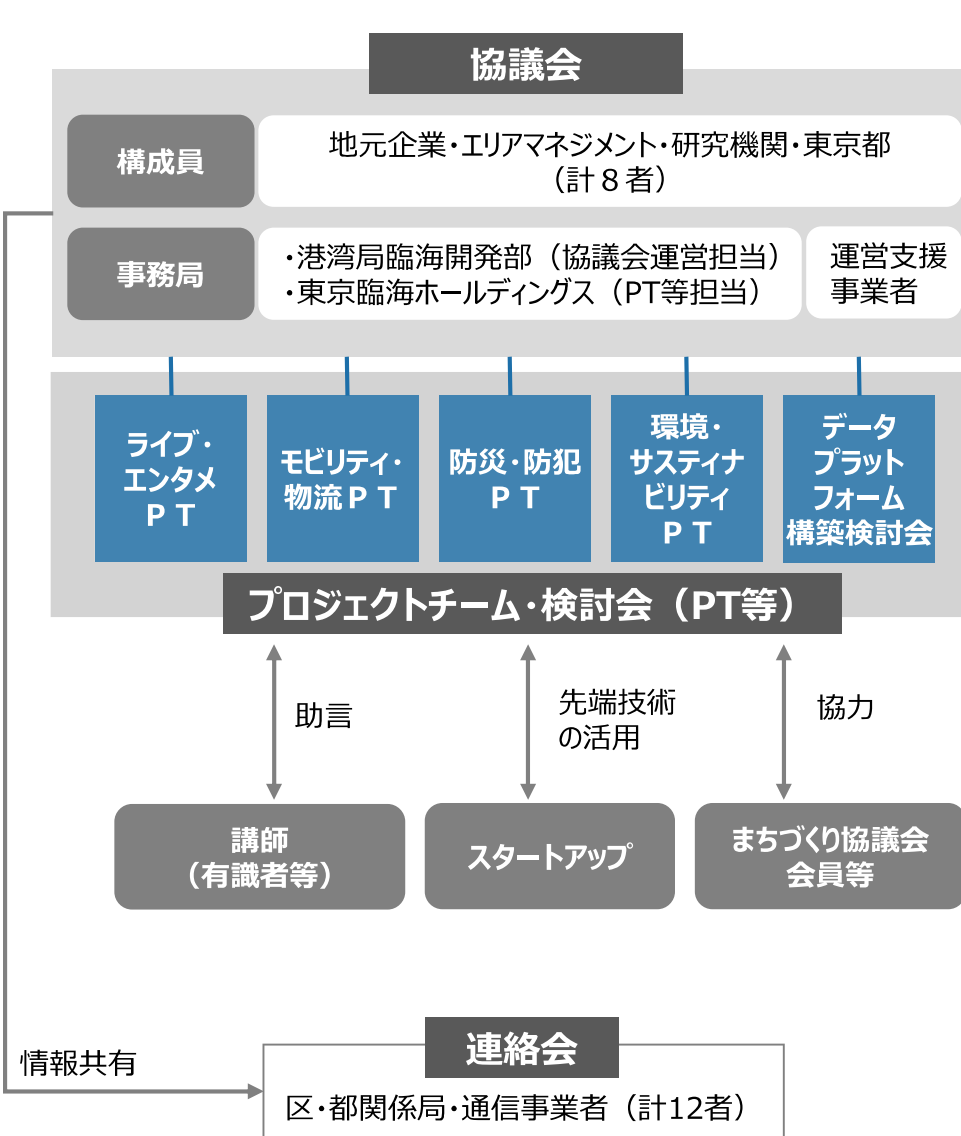 協議会
構成員
地元企業・エリアマネジメント・研究機関・東京都
（計８者）
事務局
・港湾局臨海開発部（協議会運営担当）
・東京臨海ホールディングス（PT等担当）
運営支援
事業者
ライブ・
エンタメ
ＰＴ
モビリティ・
物流ＰＴ
防災・防犯
ＰＴ
環境・
サスティナ
ビリティ
ＰＴ
データ
プラット
フォーム
構築検討会
プロジェクトチーム・検討会（PT等）
助言
先端技術
の活用
協力
講師
（有識者等）
スタートアップ
まちづくり協議会
会員等
情報共有
連絡会
区・都関係局・通信事業者（計12者）